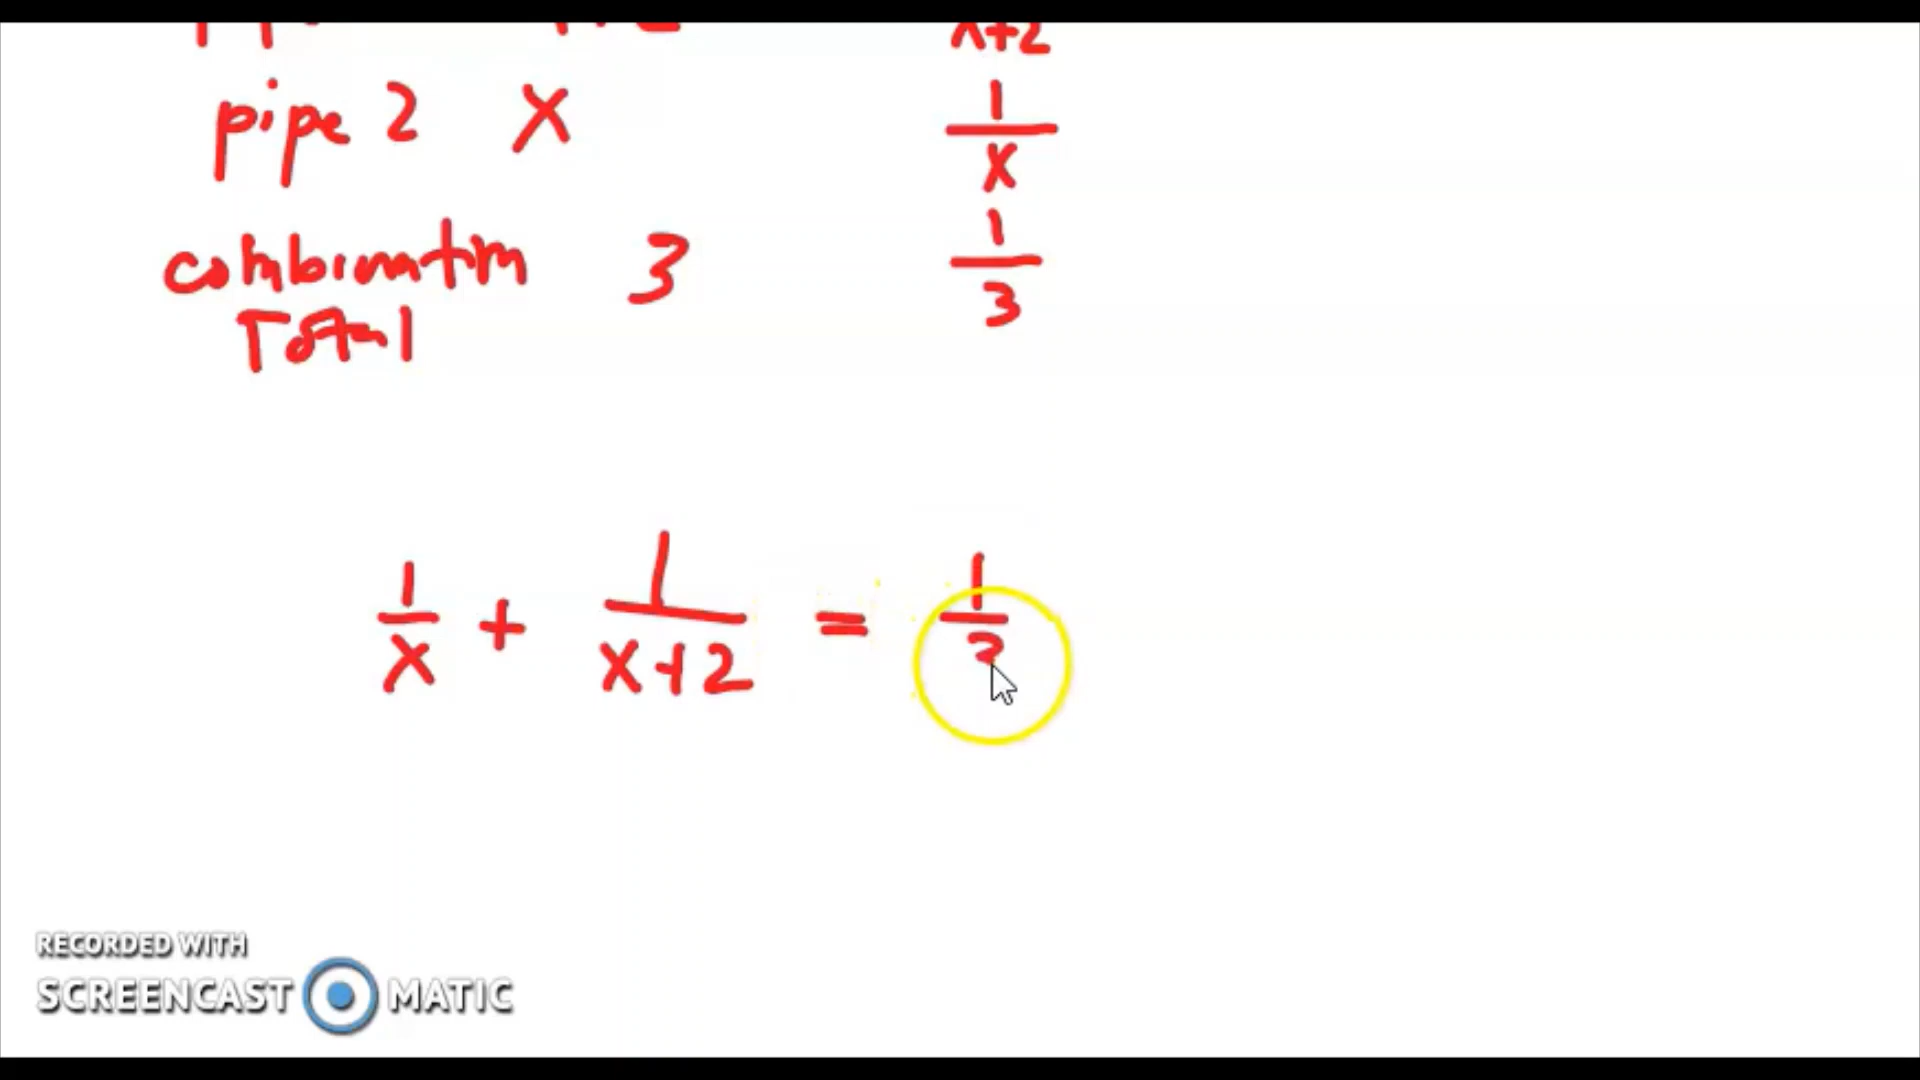 x+2
pipe 2 x 1/x
combination 3 1/3
Total
1/x + 1/(x+2) = 1/3
RECORDED WITH
SCREENCAST MATIC